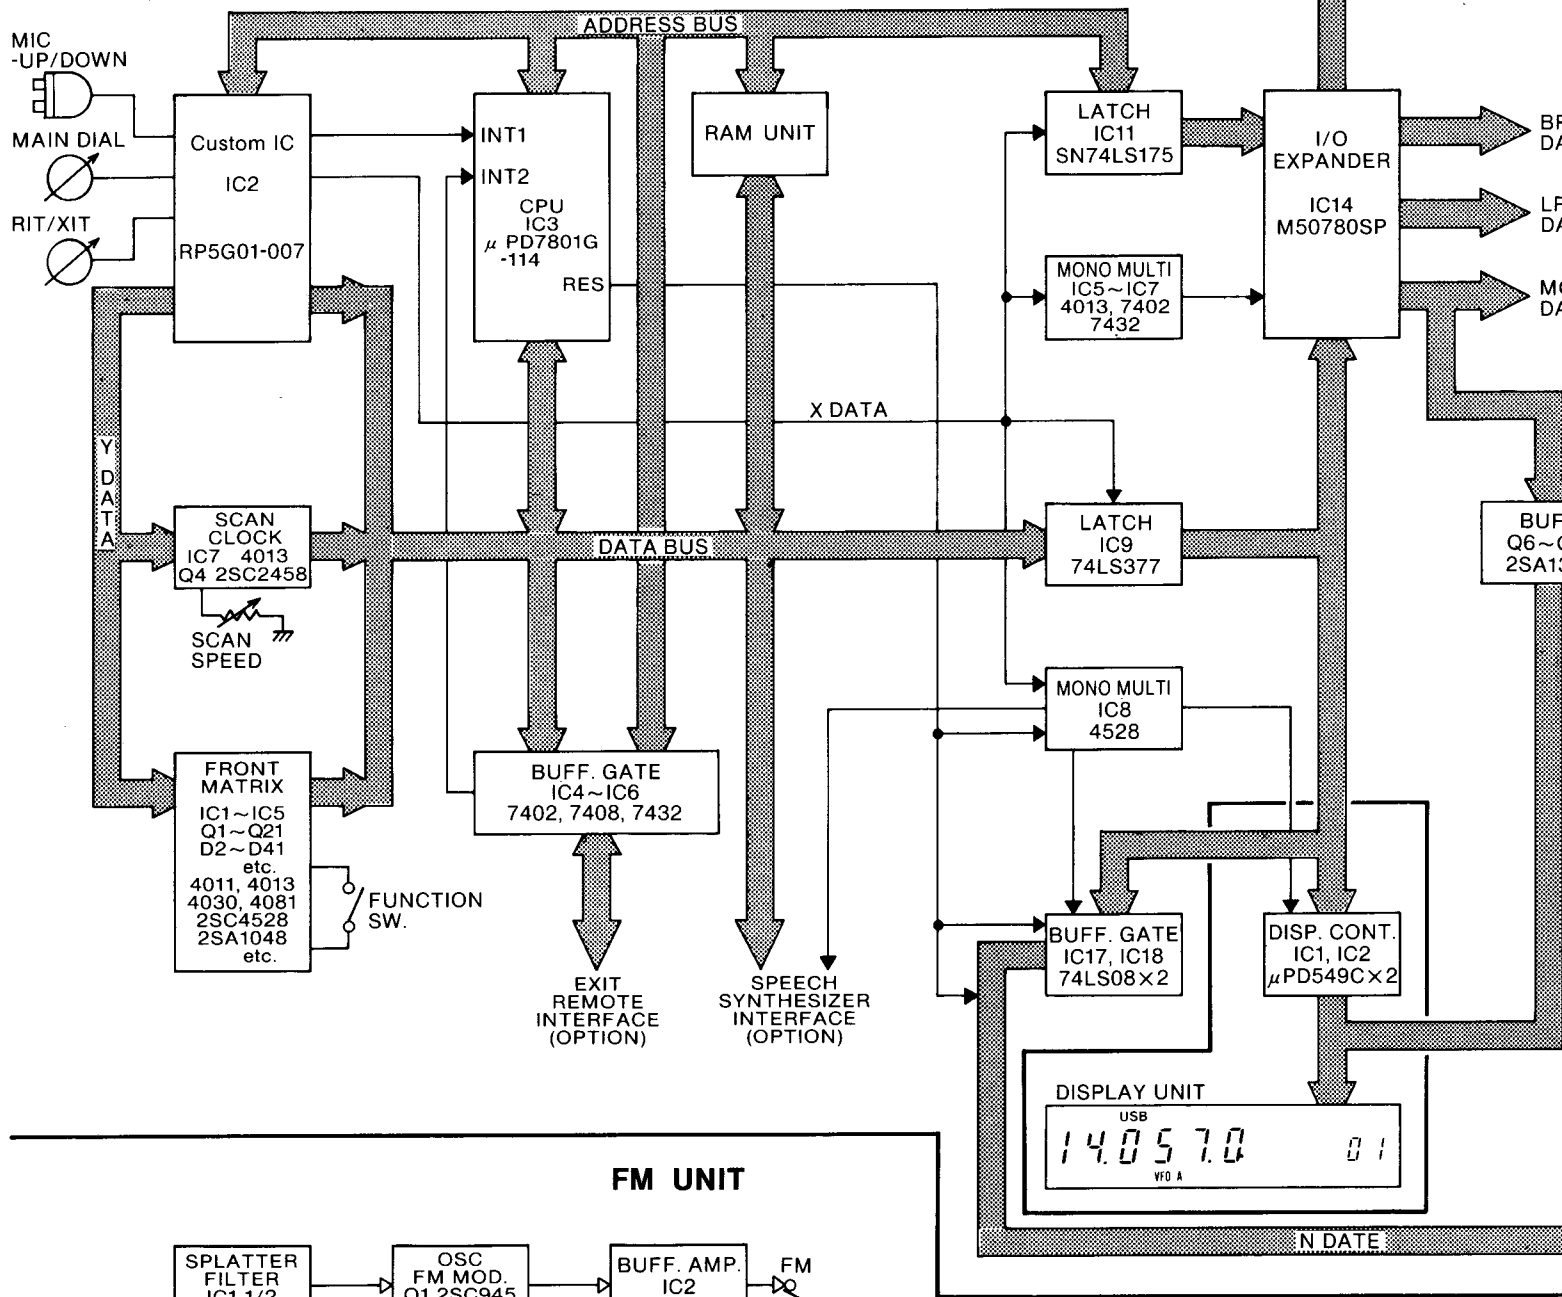 ADDRESS BUS
MIC
-UP/DOWN
MAIN DIAL
RIT/XIT
Custom IC
IC2
RP5G01-007
INT1
INT2
CPU
IC3
μ PD7801G
-114
RES
RAM UNIT
LATCH
IC11
SN74LS175
I/O
EXPANDER
IC14
M50780SP
MONO MULTI
IC5~IC7
4013, 7402
7432
X DATA
Y DATA
SCAN
CLOCK
IC7 4013
Q4 2SC2458
SCAN
SPEED
DATA BUS
LATCH
IC9
74LS377
MONO MULTI
IC8
4528
FRONT
MATRIX
IC1~IC5
Q1~Q21
D2~D41
etc.
4011, 4013
4030, 4081
2SC4528
2SA1048
etc.
FUNCTION
SW.
BUFF. GATE
IC4~IC6
7402, 7408, 7432
EXIT
REMOTE
INTERFACE
(OPTION)
SPEECH
SYNTHESIZER
INTERFACE
(OPTION)
BUFF. GATE
IC17, IC18
74LS08×2
DISP. CONT.
IC1, IC2
μPD549C×2
DISPLAY UNIT
USB
14.057.0 01
VFO A
N DATE
FM UNIT
SPLATTER
FILTER
IC1 1/2
OSC
FM MOD.
Q1 2SC945
BUFF. AMP.
IC2
FM